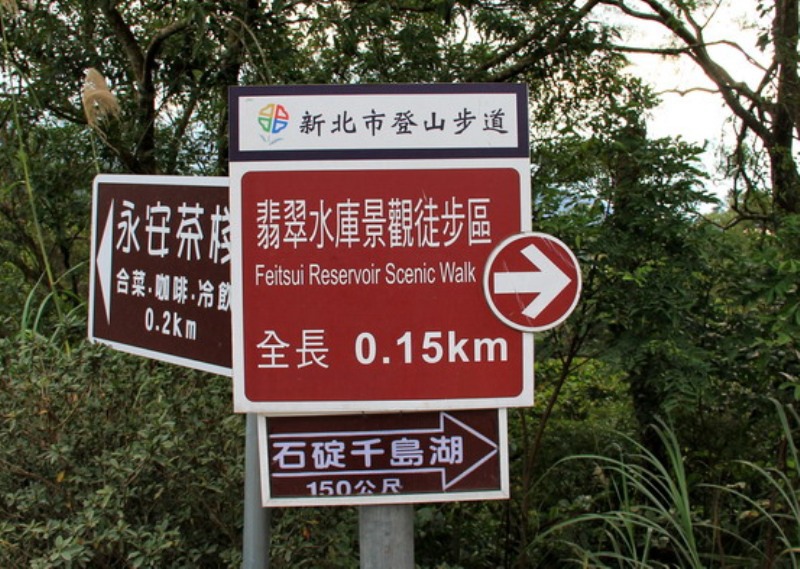 新北市登山步道
翡翠水庫景觀徒步區
Feitsui Reservoir Scenic Walk
全長 0.15km
永安茶棧
合菜·咖啡·冷飲
0.2km
石碇千島湖
150公尺